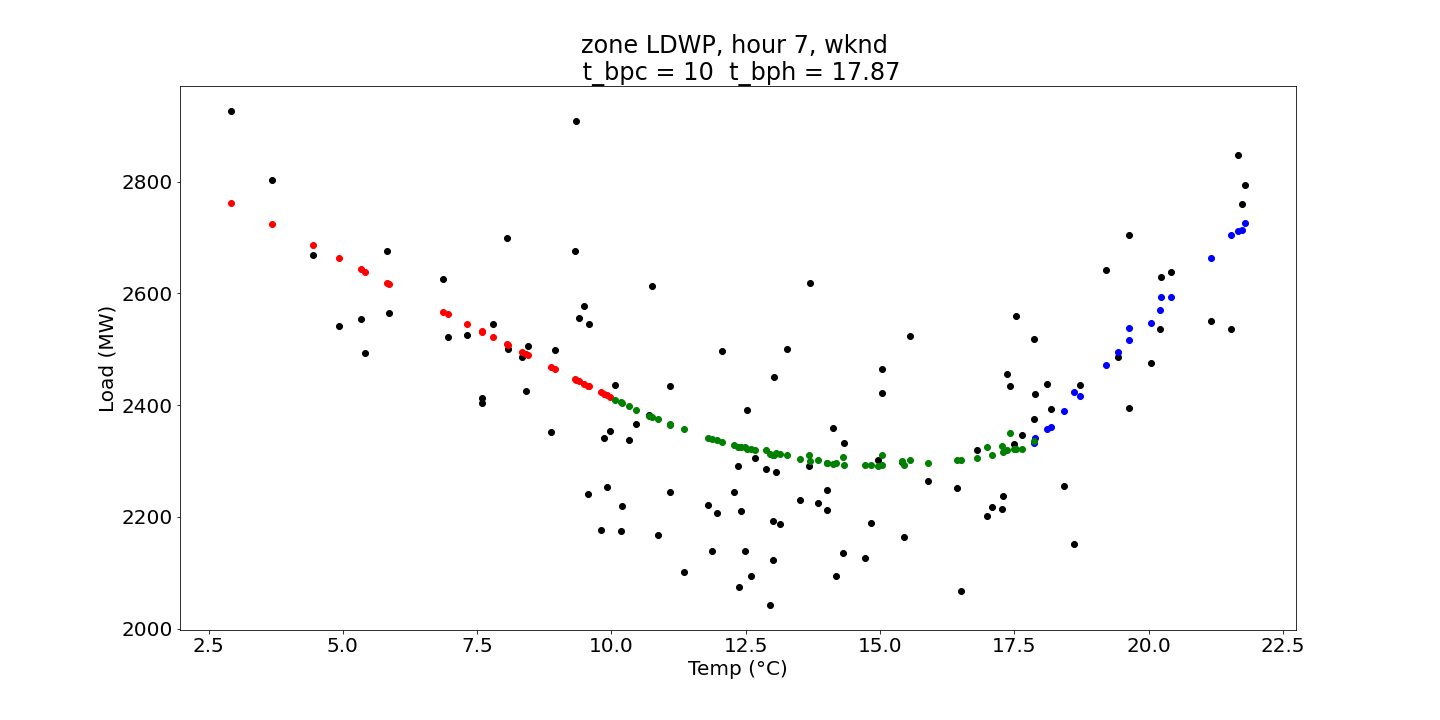 zone LDWP, hour 7, wknd
t_bpc = 10  t_bph = 17.87
Load (MW)
2800
2600
2400
2200
2000
2.5 5.0 7.5 10.0 12.5 15.0 17.5 20.0 22.5
Temp (°C)